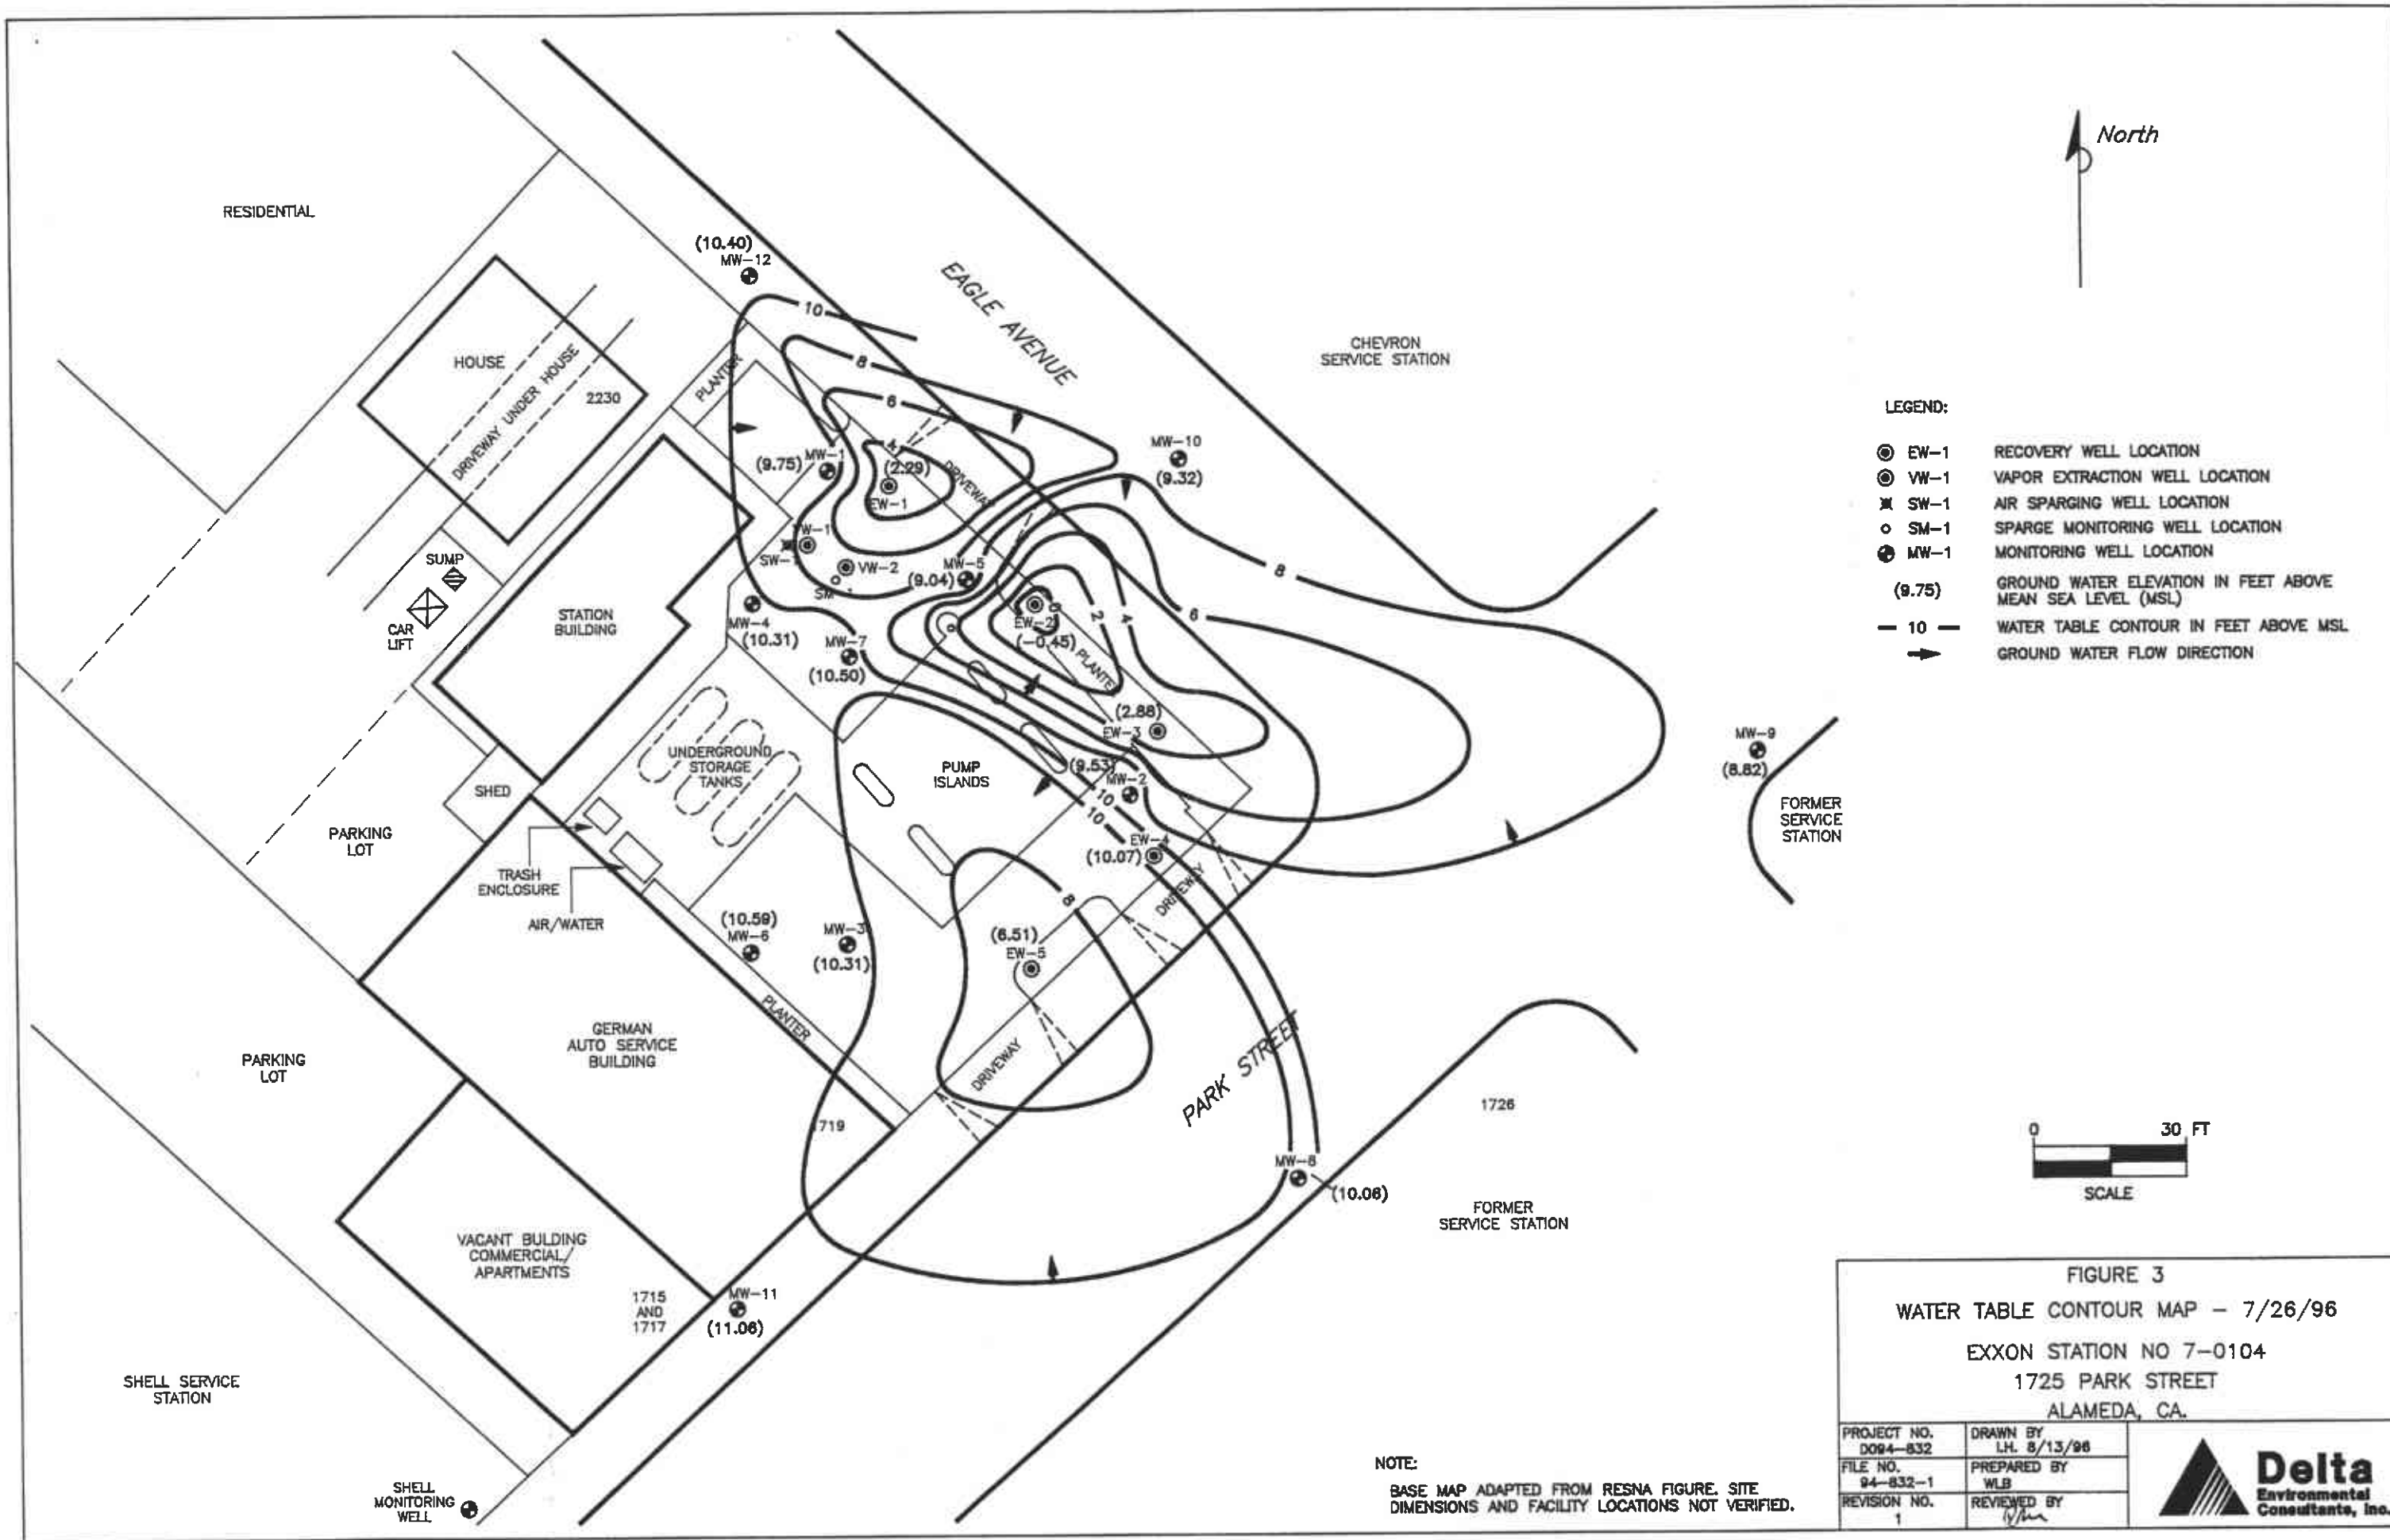 North
RESIDENTIAL
(10.40)
MW-12
10
EAGLE AVENUE
CHEVRON
SERVICE STATION
HOUSE
DRIVEWAY UNDER HOUSE
2230
PLANTER
8
6
4
LEGEND:
EW-1 RECOVERY WELL LOCATION
VW-1 VAPOR EXTRACTION WELL LOCATION
SW-1 AIR SPARGING WELL LOCATION
SM-1 SPARGE MONITORING WELL LOCATION
MW-1 MONITORING WELL LOCATION
(9.75) GROUND WATER ELEVATION IN FEET ABOVE
MEAN SEA LEVEL (MSL)
10 WATER TABLE CONTOUR IN FEET ABOVE MSL
GROUND WATER FLOW DIRECTION
MW-10
(9.32)
(9.75)
MW-1
(2.29)
EW-1
DRIVEWAY
VW-1
SW-1
VW-2
SM-1
MW-5
(9.04)
8
6
4
2
0
EW-2
(-0.45)
PLANTER
SUMP
CAR
LIFT
STATION
BUILDING
MW-4
(10.31)
MW-7
(10.50)
(2.88)
EW-3
MW-9
(8.82)
UNDERGROUND
STORAGE
TANKS
PUMP
ISLANDS
(9.53)
MW-2
10
10
SHED
PARKING
LOT
FORMER
SERVICE
STATION
EW-4
(10.07)
DRIVEWAY
TRASH
ENCLOSURE
AIR/WATER
8
(10.59)
MW-6
MW-3
(10.31)
(6.51)
EW-5
PLANTER
GERMAN
AUTO SERVICE
BUILDING
PARKING
LOT
DRIVEWAY
PARK STREET
1726
1719
0 30 FT
SCALE
MW-8
(10.06)
FORMER
SERVICE STATION
VACANT BULDING
COMMERCIAL/
APARTMENTS
1715
AND
1717
MW-11
(11.06)
SHELL SERVICE
STATION
SHELL
MONITORING
WELL
NOTE:
BASE MAP ADAPTED FROM RESNA FIGURE. SITE
DIMENSIONS AND FACILITY LOCATIONS NOT VERIFIED.
FIGURE 3
WATER TABLE CONTOUR MAP - 7/26/96
EXXON STATION NO 7-0104
1725 PARK STREET
ALAMEDA, CA.
PROJECT NO.
D094-832
DRAWN BY
LH. 8/13/96
FILE NO.
94-832-1
PREPARED BY
WLB
REVISION NO.
1
REVIEWED BY
Delta
Environmental
Consultants, Inc.